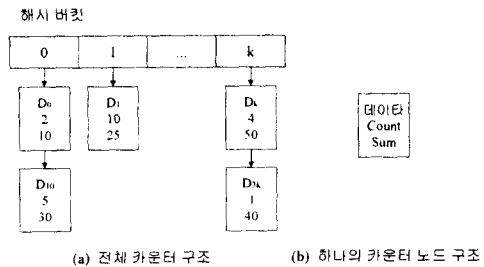 해시 버킷
0 1 ... k
D0 D1 Dk
2 10 4
10 25 50
데이타
Count
Sum
D10 D3k
5 1
30 40
(a) 전체 카운터 구조 (b) 하나의 카운터 노드 구조